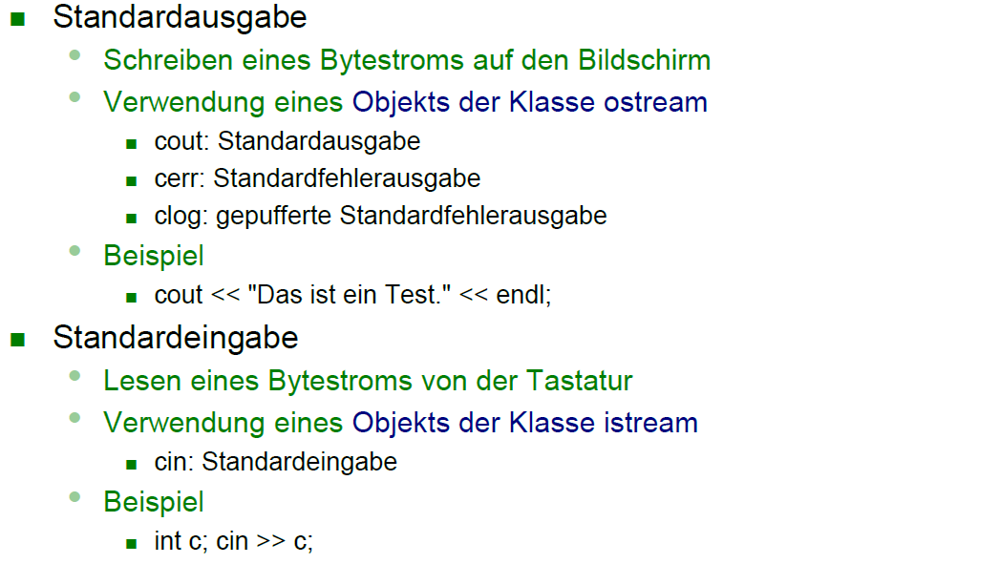 Standardausgabe
Schreiben eines Bytestroms auf den Bildschirm
Verwendung eines Objekts der Klasse ostream
cout: Standardausgabe
cerr: Standardfehlerausgabe
clog: gepufferte Standardfehlerausgabe
Beispiel
cout << "Das ist ein Test." << endl;
Standardeingabe
Lesen eines Bytestroms von der Tastatur
Verwendung eines Objekts der Klasse istream
cin: Standardeingabe
Beispiel
int c; cin >> c;